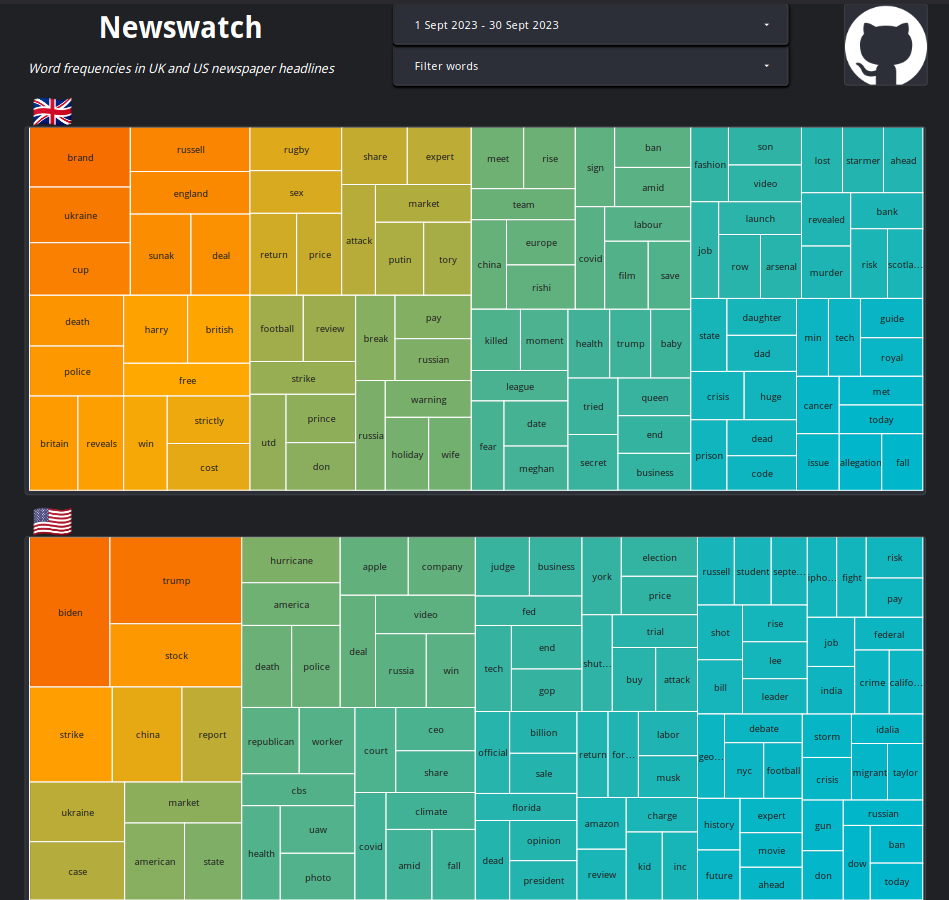 Newswatch
Word frequencies in UK and US newspaper headlines
1 Sept 2023 - 30 Sept 2023
Filter words
brand
ukraine
cup
russell
england
sunak
deal
death
police
britain
reveals
harry
british
free
win
strictly
cost
rugby
sex
return
price
share
expert
attack
market
putin
tory
football
review
strike
utd
prince
don
break
pay
russian
russia
warning
holiday
wife
meet
rise
team
china
europe
rishi
sign
ban
amid
covid
labour
film
save
killed
moment
league
fear
date
meghan
health
trump
baby
tried
secret
queen
end
business
fashion
son
video
job
launch
row
arsenal
lost
starmer
ahead
revealed
murder
bank
risk
scotla...
state
daughter
dad
crisis
huge
prison
dead
code
min
tech
guide
royal
cancer
met
today
issue
allegation
fall
biden
trump
stock
strike
china
report
ukraine
case
market
american
state
hurricane
america
death
police
apple
company
deal
video
russia
win
republican
worker
cbs
health
uaw
photo
court
ceo
share
covid
climate
amid
fall
judge
business
fed
tech
end
gop
york
election
price
shut...
trial
buy
attack
official
billion
sale
florida
dead
opinion
president
return
for...
labor
musk
amazon
review
charge
kid
inc
russell
student
septe...
shot
bill
rise
lee
leader
ipho...
fight
risk
pay
job
india
federal
crime
califo...
geo...
debate
nyc
football
history
future
expert
movie
ahead
storm
crisis
idalia
migrant
taylor
gun
don
russian
dow
ban
today